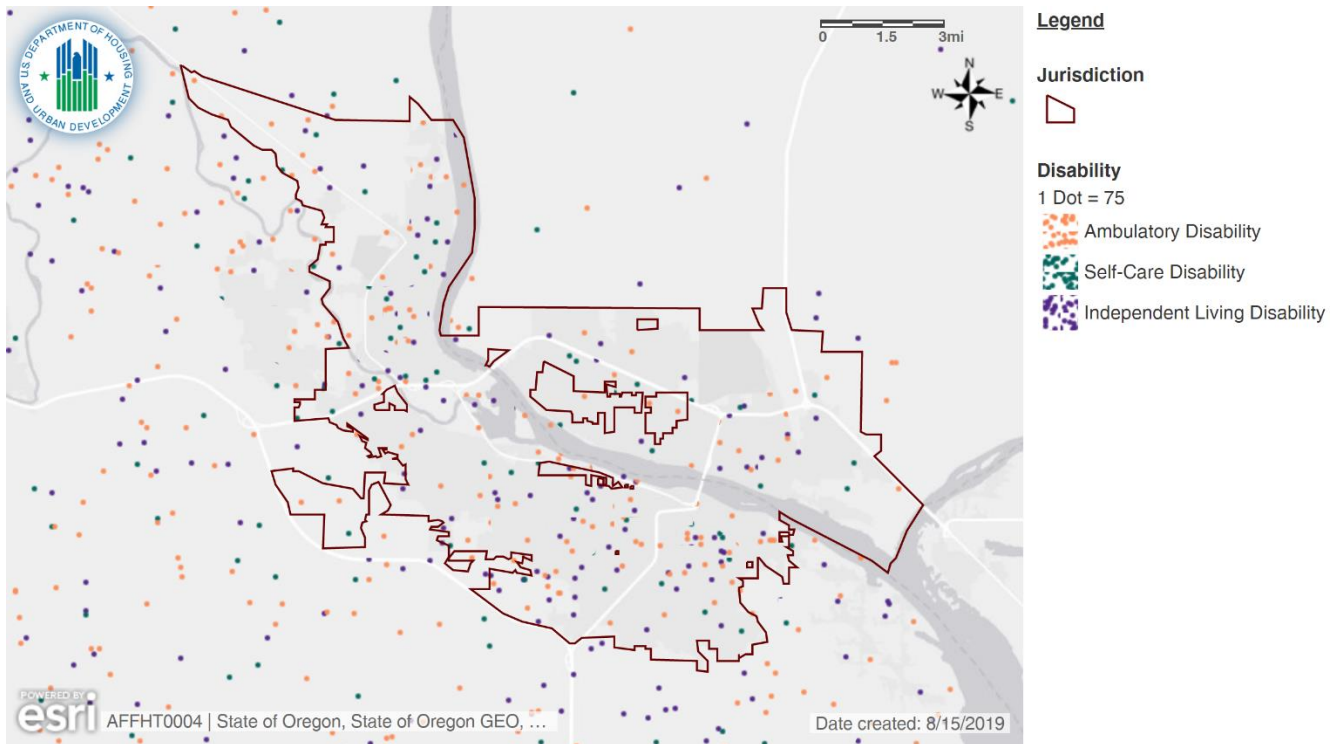 U.S. DEPARTMENT OF HOUSING
AND URBAN DEVELOPMENT
0 1.5 3mi
N
W E
S
Legend
Jurisdiction
Disability
1 Dot = 75
Ambulatory Disability
Self-Care Disability
Independent Living Disability
POWERED BY
esri
AFFHT0004 | State of Oregon, State of Oregon GEO, ...
Date created: 8/15/2019